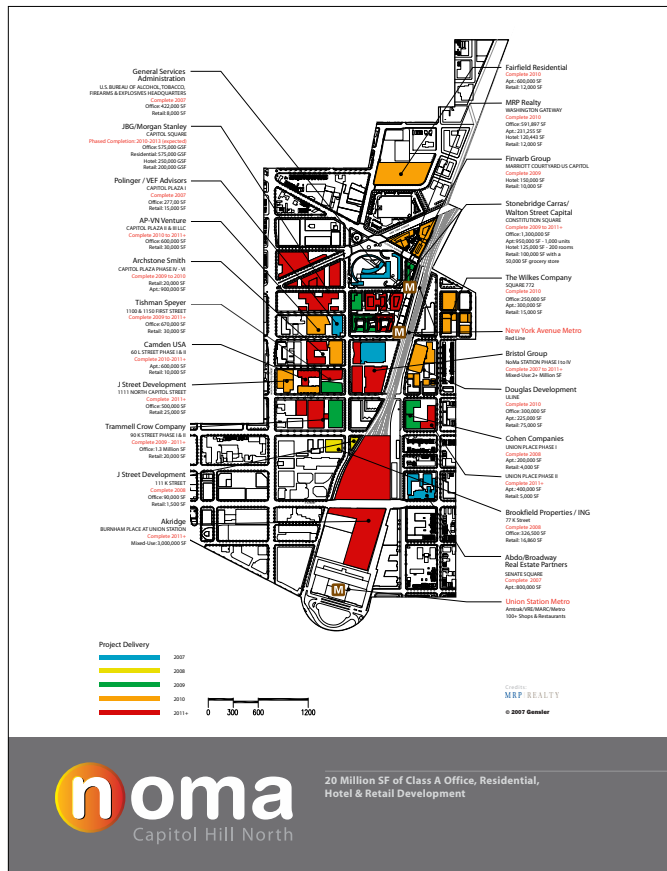 General Services
Administration
U.S. BUREAU OF ALCOHOL, TOBACCO,
FIREARMS & EXPLOSIVES HEADQUARTERS
Complete 2007
Office: 422,000 SF
Retail: 8,000 SF
JBG/Morgan Stanley
CAPITOL SQUARE
Phased Completion: 2010-2013 (expected)
Office: 575,000 GSF
Residential: 575,000 GSF
Hotel: 250,000 GSF
Retail: 200,000 GSF
Polinger / VEF Advisors
CAPITOL PLAZA I
Complete 2007
Office: 277,00 SF
Retail: 15,000 SF
AP-VN Venture
CAPITOL PLAZA II & III LLC
Complete 2010 to 2011+
Office: 600,000 SF
Retail: 30,000 SF
Archstone Smith
CAPITOL PLAZA PHASE IV - VI
Complete 2009 to 2010
Retail: 20,000 SF
Apt.: 900,000 SF
Tishman Speyer
1100 & 1150 FIRST STREET
Complete 2009 to 2011+
Office: 670,000 SF
Retail: 30,000 SF
Camden USA
60 L STREET PHASE I & II
Complete 2010-2011+
Apt.: 600,000 SF
Retail: 10,000 SF
J Street Development
1111 NORTH CAPITOL STREET
Complete 2011+
Office: 500,000 SF
Retail: 25,000 SF
Trammell Crow Company
90 K STREET PHASE I & II
Complete 2009 - 2011+
Office: 1.3 Million SF
Retail: 20,000 SF
J Street Development
111 K STREET
Complete 2008
Office: 90,000 SF
Retail: 1,500 SF
Akridge
BURNHAM PLACE AT UNION STATION
Complete 2011+
Mixed-Use: 3,000,000 SF
Fairfield Residential
Complete 2010
Apt.: 600,000 SF
Retail: 12,000 SF
MRP Realty
WASHINGTON GATEWAY
Complete 2010
Office: 591,897 SF
Apt.: 231,255 SF
Hotel: 120,443 SF
Retail: 12,000 SF
Finvarb Group
MARRIOTT COURTYARD US CAPITOL
Complete 2009
Hotel: 150,000 SF
Retail: 10,000 SF
Stonebridge Carras/
Walton Street Capital
CONSTITUTION SQUARE
Complete 2009 to 2011+
Office: 1,300,000 SF
Apt:950,000 SF - 1,000 units
Hotel: 125,000 SF - 200 rooms
Retail: 100,000 SF with a
50,000 SF grocery store
The Wilkes Company
SQUARE 772
Complete 2010
Office: 250,000 SF
Apt.: 300,000 SF
Retail: 15,000 SF
New York Avenue Metro
Red Line
Bristol Group
NoMa STATION PHASE I to IV
Complete 2007 to 2011+
Mixed-Use: 2+ Million SF
Douglas Development
ULINE
Complete 2010
Office: 300,000 SF
Apt.: 225,000 SF
Retail: 75,000 SF
Cohen Companies
UNION PLACE PHASE I
Complete 2008
Apt.: 200,000 SF
Retail: 4,000 SF
UNION PLACE PHASE II
Complete 2011+
Apt.: 400,000 SF
Retail: 5,000 SF
Brookfield Properties / ING
77 K Street
Complete 2008
Office: 326,500 SF
Retail: 16,860 SF
Abdo/Broadway
Real Estate Partners
SENATE SQUARE
Complete 2007
Apt.: 800,000 SF
Union Station Metro
Amtrak/VRE/MARC/Metro
100+ Shops & Restaurants
M
M
M
Project Delivery
2007
2008
2009
2010
2011+
0 300 600 1200
Credits:
MRP REALTY
© 2007 Gensler
noma
Capitol Hill North
20 Million SF of Class A Office, Residential,
Hotel & Retail Development